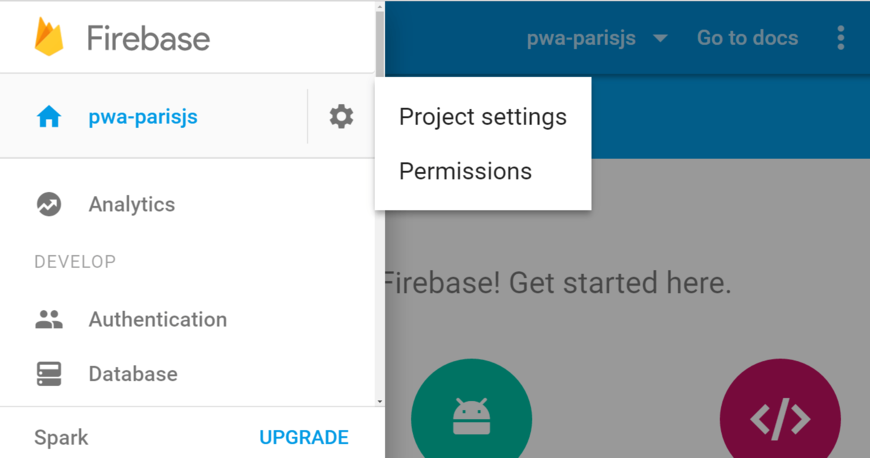 Firebase
pwa-parisjs
Go to docs
pwa-parisjs
Project settings
Permissions
Analytics
DEVELOP
Firebase! Get started here.
Authentication
Database
Spark
UPGRADE